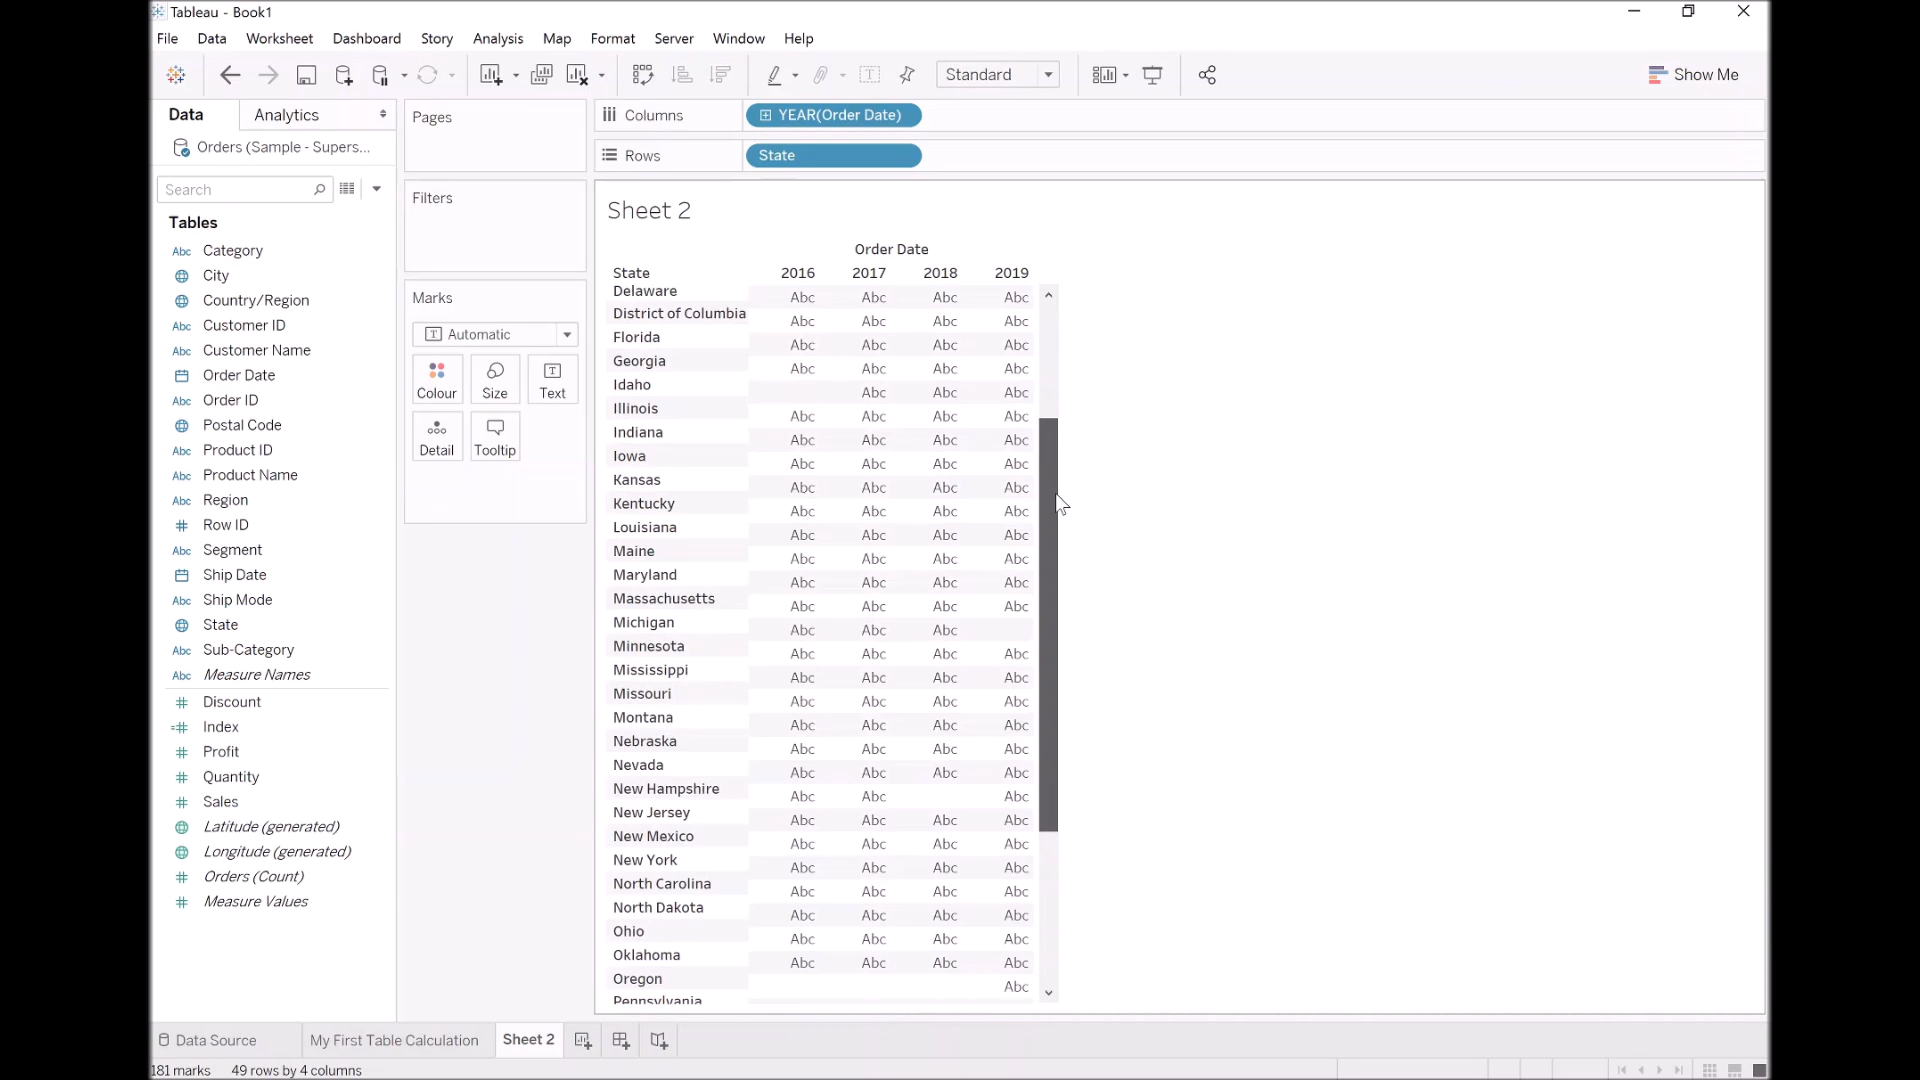 Tableau - Book1
File Data Worksheet Dashboard Story Analysis Map Format Server Window Help
Standard
Show Me
Data
Analytics
Orders (Sample - Supers...
Search
Tables
Abc Category
City
Country/Region
Abc Customer ID
Abc Customer Name
Order Date
Abc Order ID
Postal Code
Abc Product ID
Abc Product Name
Abc Region
# Row ID
Abc Segment
Ship Date
Abc Ship Mode
State
Abc Sub-Category
Abc Measure Names
# Discount
=# Index
# Profit
# Quantity
# Sales
Latitude (generated)
Longitude (generated)
# Orders (Count)
# Measure Values
Pages
Filters
Marks
T Automatic
Colour Size Text
Detail Tooltip
Columns YEAR(Order Date)
Rows State
Sheet 2
Order Date
State 2016 2017 2018 2019
Delaware Abc Abc Abc Abc
District of Columbia Abc Abc Abc Abc
Florida Abc Abc Abc Abc
Georgia Abc Abc Abc Abc
Idaho Abc Abc Abc
Illinois Abc Abc Abc Abc
Indiana Abc Abc Abc Abc
Iowa Abc Abc Abc Abc
Kansas Abc Abc Abc Abc
Kentucky Abc Abc Abc Abc
Louisiana Abc Abc Abc Abc
Maine Abc Abc Abc Abc
Maryland Abc Abc Abc Abc
Massachusetts Abc Abc Abc Abc
Michigan Abc Abc Abc
Minnesota Abc Abc Abc Abc
Mississippi Abc Abc Abc Abc
Missouri Abc Abc Abc Abc
Montana Abc Abc Abc Abc
Nebraska Abc Abc Abc Abc
Nevada Abc Abc Abc Abc
New Hampshire Abc Abc Abc
New Jersey Abc Abc Abc Abc
New Mexico Abc Abc Abc Abc
New York Abc Abc Abc Abc
North Carolina Abc Abc Abc Abc
North Dakota Abc Abc Abc Abc
Ohio Abc Abc Abc Abc
Oklahoma Abc Abc Abc Abc
Oregon Abc
Pennsylvania
Data Source
My First Table Calculation
Sheet 2
181 marks 49 rows by 4 columns